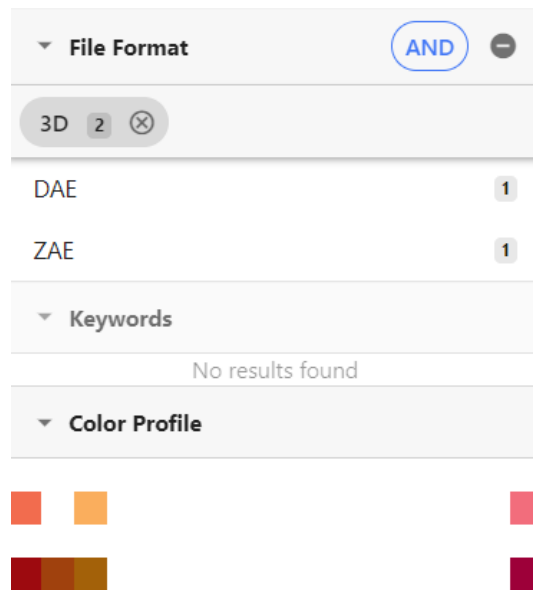 File Format AND
3D 2
DAE 1
ZAE 1
Keywords
No results found
Color Profile